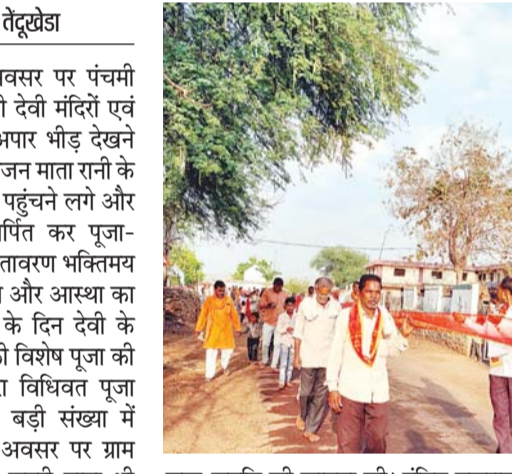 तेंदूखेडा
वसर पर पंचमी
ी देवी मंदिरों एवं
अपार भीड़ देखने
जन माता रानी के
पहुंचने लगे और
र्पित कर पूजा-
तावरण भक्तिमय
और आस्था का
के दिन देवी के
विशेष पूजा की
विधिवत पूजा
बड़ी संख्या में
अवसर पर ग्राम